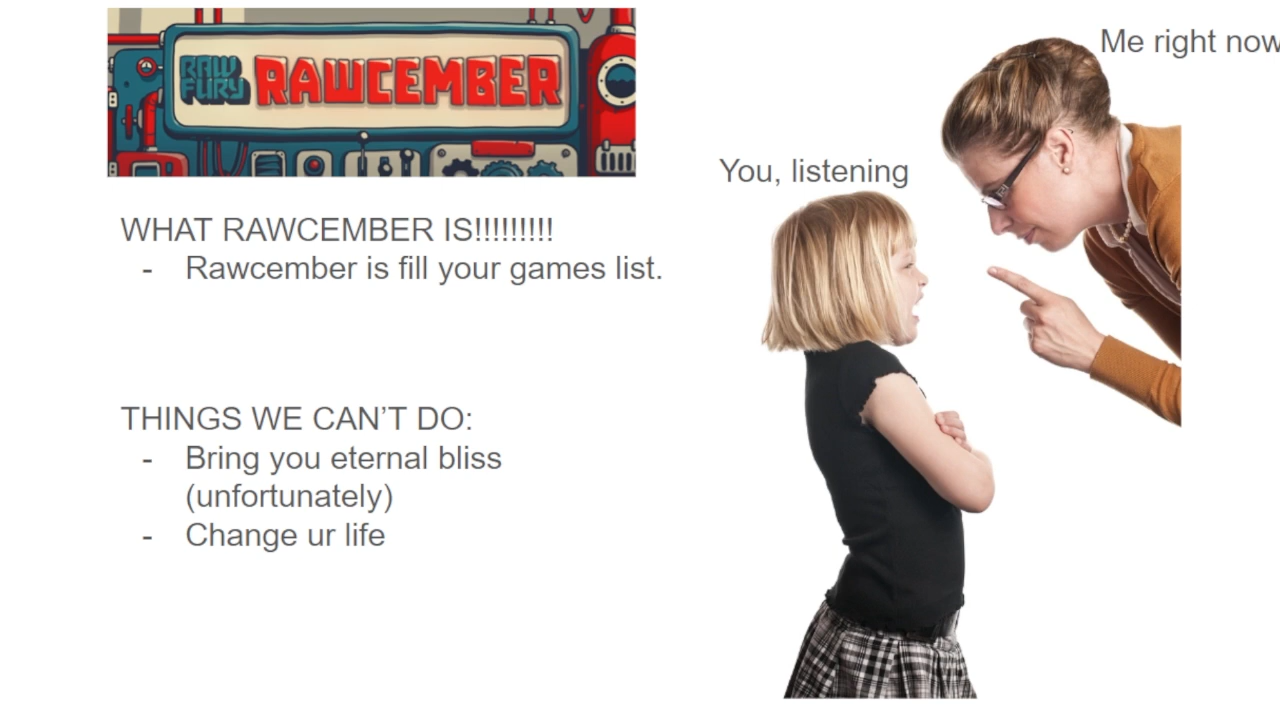 RAW
FURY
RAWCEMBER
Me right now
You, listening
WHAT RAWCEMBER IS!!!!!!!!!
- Rawcember is fill your games list.
THINGS WE CAN’T DO:
- Bring you eternal bliss
(unfortunately)
- Change ur life